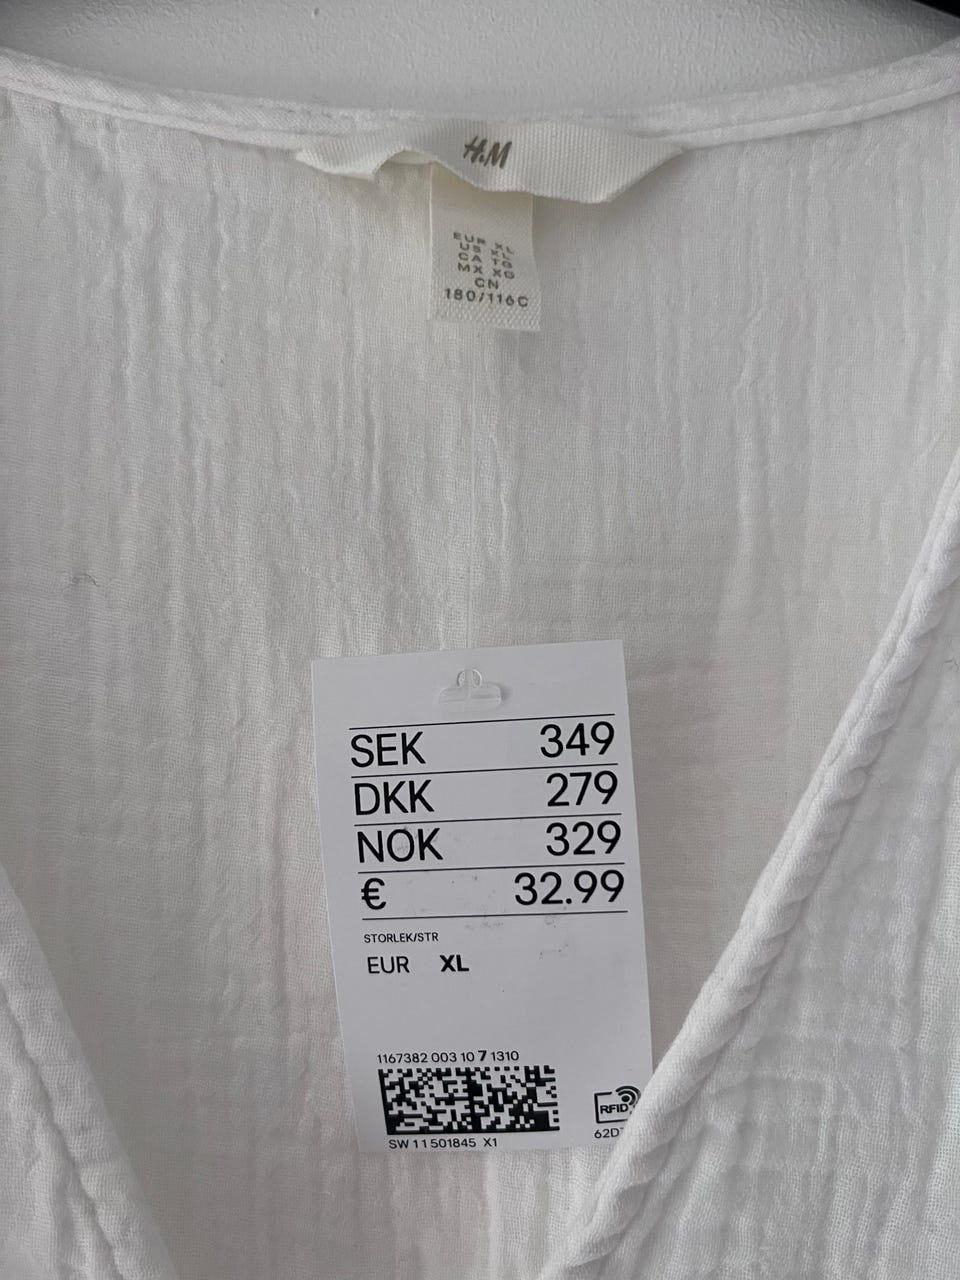 H&M
EUR XL
US XL
CA TG
MX XG
CN
180/116C
SEK 349
DKK 279
NOK 329
€ 32.99
STORLEK/STR
EUR XL
1167382 003 10 7 1310
RFID
SW 11 501845 X1